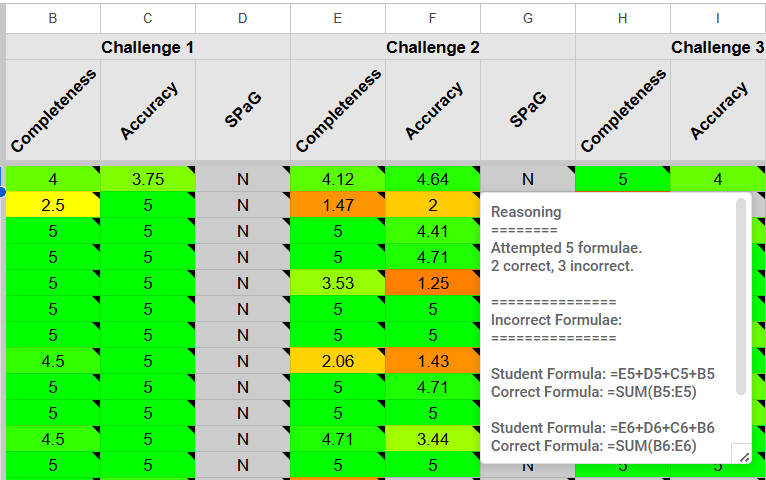 B C D E F G H I
Challenge 1 Challenge 2 Challenge 3
Completeness Accuracy SPaG Completeness Accuracy SPaG Completeness Accuracy
4 3.75 N 4.12 4.64 N 5 4
2.5 5 N 1.47 2
5 5 N 5 4.41
5 5 N 5 4.71
5 5 N 3.53 1.25
5 5 N 5 5
5 5 N 5 5
4.5 5 N 2.06 1.43
5 5 N 5 4.71
5 5 N 5 5
4.5 5 N 4.71 3.44
5 5 N 5 5 N 5 5
Reasoning
========
Attempted 5 formulae.
2 correct, 3 incorrect.
===============
Incorrect Formulae:
===============
Student Formula: =E5+D5+C5+B5
Correct Formula: =SUM(B5:E5)
Student Formula: =E6+D6+C6+B6
Correct Formula: =SUM(B6:E6)